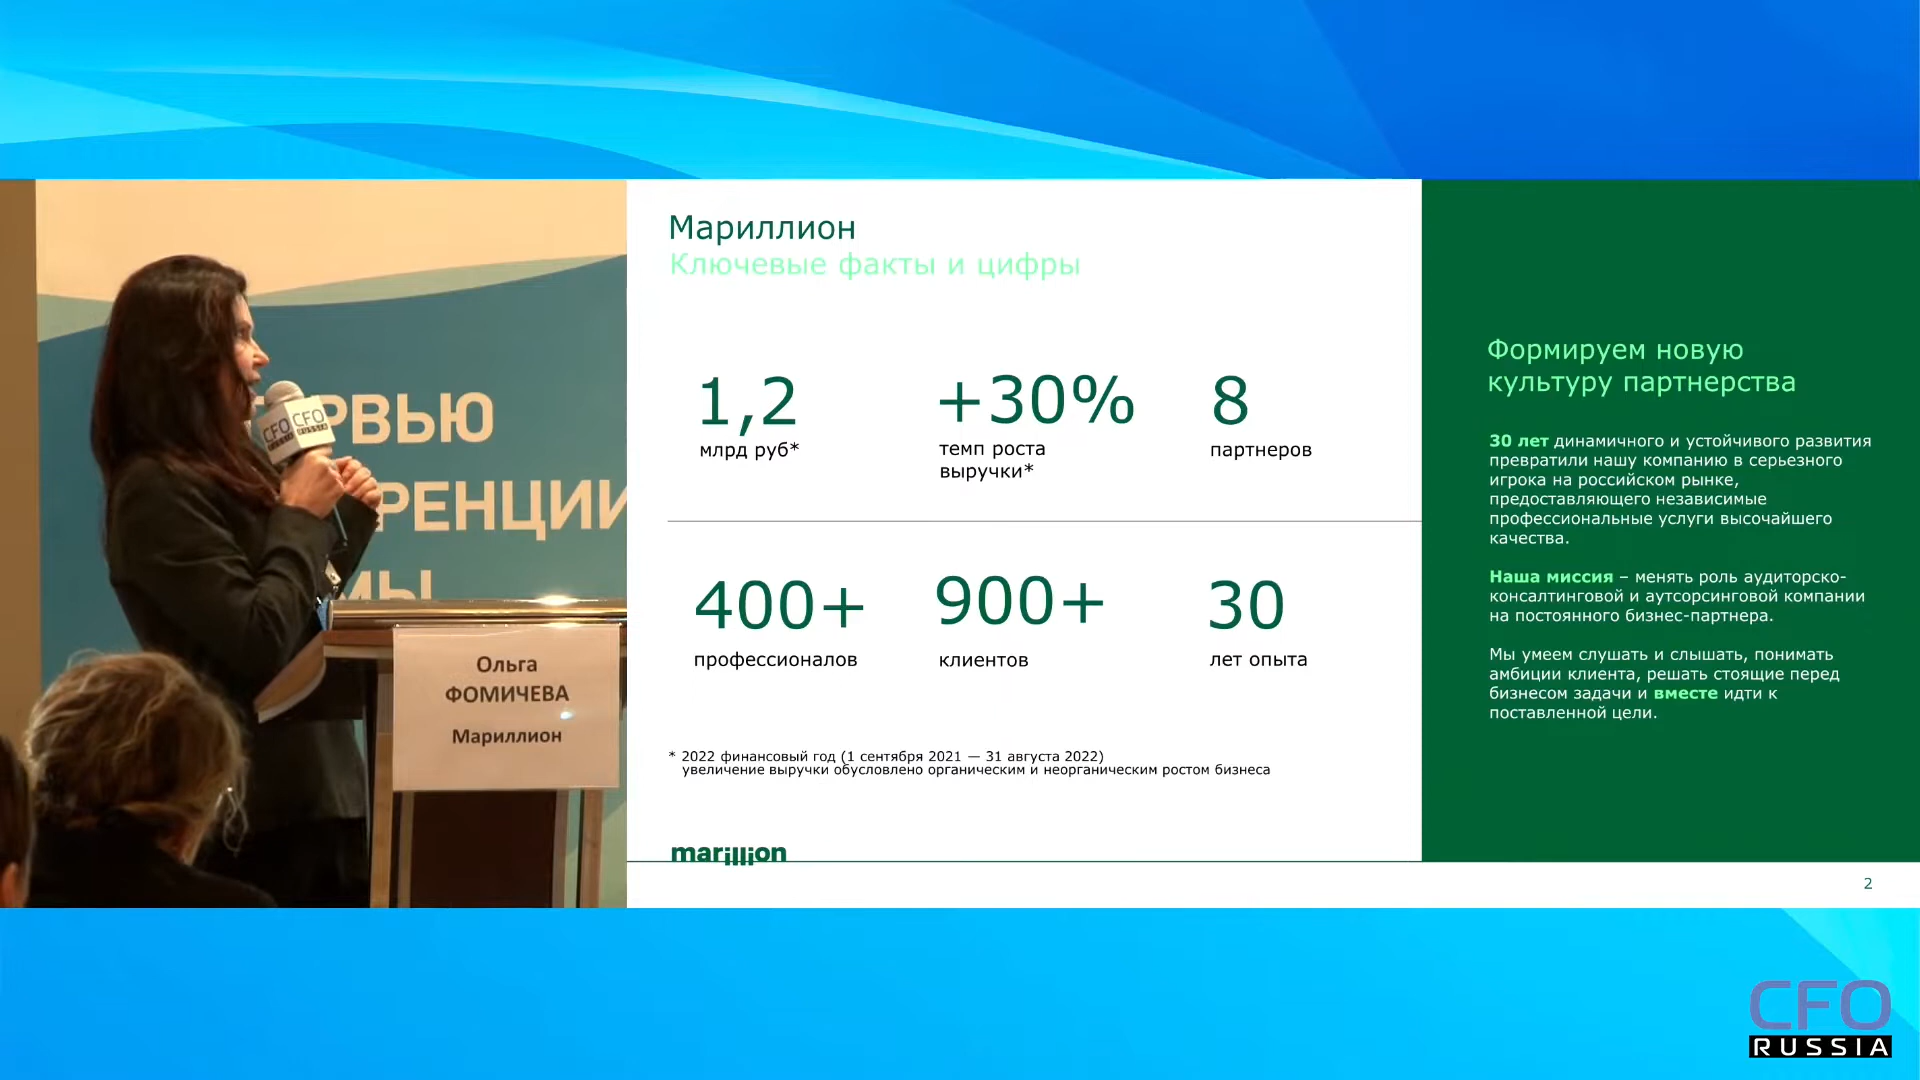 РВЬЮ
РЕНЦИИ
МЫ
CFO
RUSSIA
CFO
RUSSIA
Ольга
ФОМИЧЕВА
Мариллион
Мариллион
Ключевые факты и цифры
1,2
млрд руб*
+30%
темп роста
выручки*
8
партнеров
400+
профессионалов
900+
клиентов
30
лет опыта
* 2022 финансовый год (1 сентября 2021 — 31 августа 2022)
увеличение выручки обусловлено органическим и неорганическим ростом бизнеса
marillion
Формируем новую
культуру партнерства
30 лет динамичного и устойчивого развития
превратили нашу компанию в серьезного
игрока на российском рынке,
предоставляющего независимые
профессиональные услуги высочайшего
качества.
Наша миссия – менять роль аудиторско-
консалтинговой и аутсорсинговой компании
на постоянного бизнес-партнера.
Мы умеем слушать и слышать, понимать
амбиции клиента, решать стоящие перед
бизнесом задачи и вместе идти к
поставленной цели.
2
CFO
RUSSIA